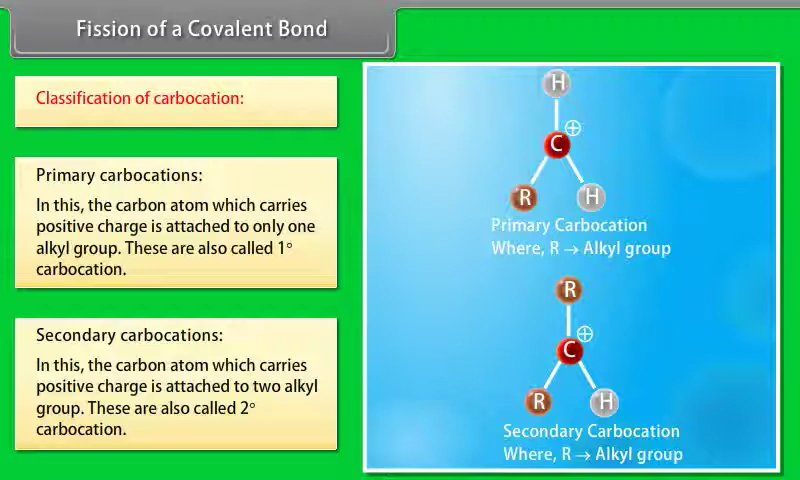 Fission of a Covalent Bond
Classification of carbocation:
Primary carbocations:
In this, the carbon atom which carries
positive charge is attached to only one
alkyl group. These are also called 1°
carbocation.
Secondary carbocations:
In this, the carbon atom which carries
positive charge is attached to two alkyl
group. These are also called 2°
carbocation.
H
⊕
C
R H
Primary Carbocation
Where, R → Alkyl group
R
⊕
C
R H
Secondary Carbocation
Where, R → Alkyl group